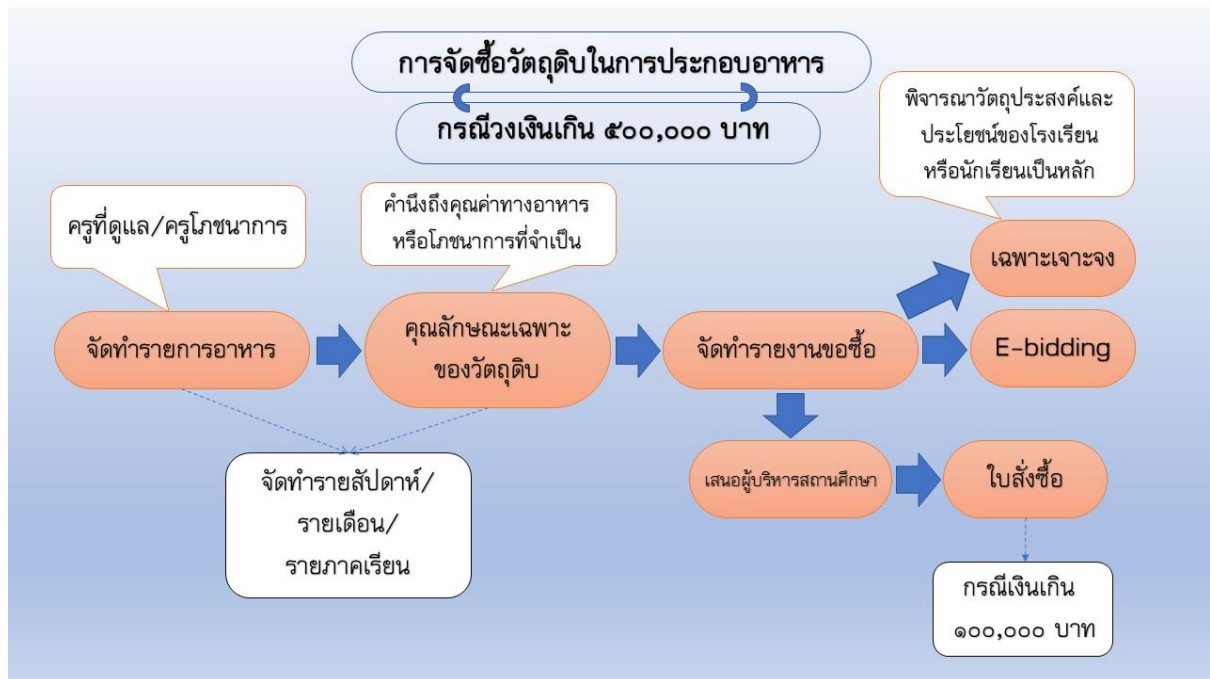 การจัดซื้อวัตถุดิบในการประกอบอาหาร
กรณีวงเงินเกิน ๕๐๐,๐๐๐ บาท
พิจารณาวัตถุประสงค์และ
ประโยชน์ของโรงเรียน
หรือนักเรียนเป็นหลัก
ครูที่ดูแล/ครูโภชนาการ
คำนึงถึงคุณค่าทางอาหาร
หรือโภชนาการที่จำเป็น
เฉพาะเจาะจง
จัดทำรายการอาหาร
คุณลักษณะเฉพาะ
ของวัตถุดิบ
จัดทำรายงานขอซื้อ
E-bidding
จัดทำรายสัปดาห์/
รายเดือน/
รายภาคเรียน
เสนอผู้บริหารสถานศึกษา
ใบสั่งซื้อ
กรณีเงินเกิน
๑๐๐,๐๐๐ บาท